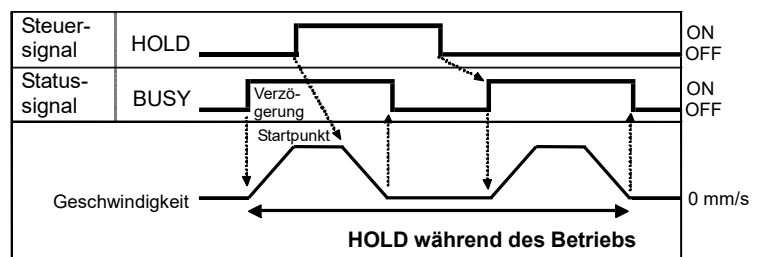 Steuer-
signal
HOLD
ON
OFF
Status-
signal
BUSY
Verzö-
gerung
ON
OFF
Startpunkt
Geschwindigkeit
0 mm/s
HOLD während des Betriebs